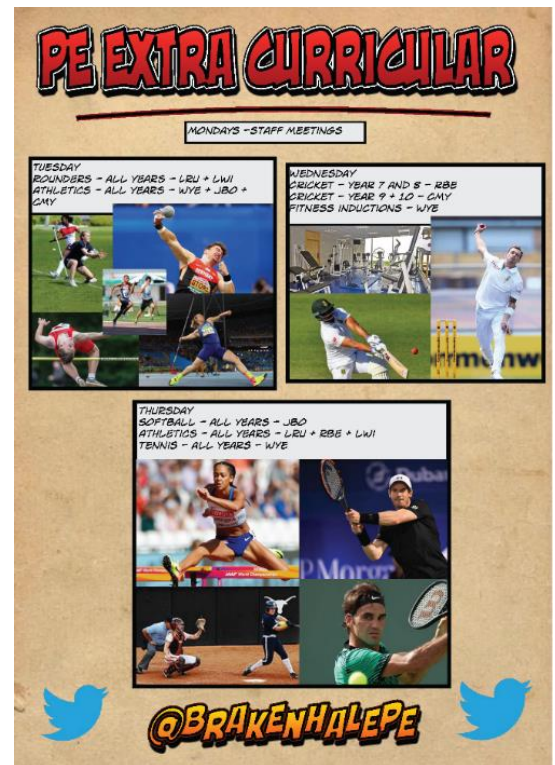 PE EXTRA CURRICULAR
MONDAYS -STAFF MEETINGS
TUESDAY
ROUNDERS - ALL YEARS - LRU + LWI
ATHLETICS - ALL YEARS - WYE + JBO +
CMY
WEDNESDAY
CRICKET - YEAR 7 AND 8 - RBE
CRICKET - YEAR 9 + 10 - CMY
FITNESS INDUCTIONS - WYE
THURSDAY
SOFTBALL - ALL YEARS - JBO
ATHLETICS - ALL YEARS - LRU + RBE + LWI
TENNIS - ALL YEARS - WYE
Dubai
@BRAKENHALEPE